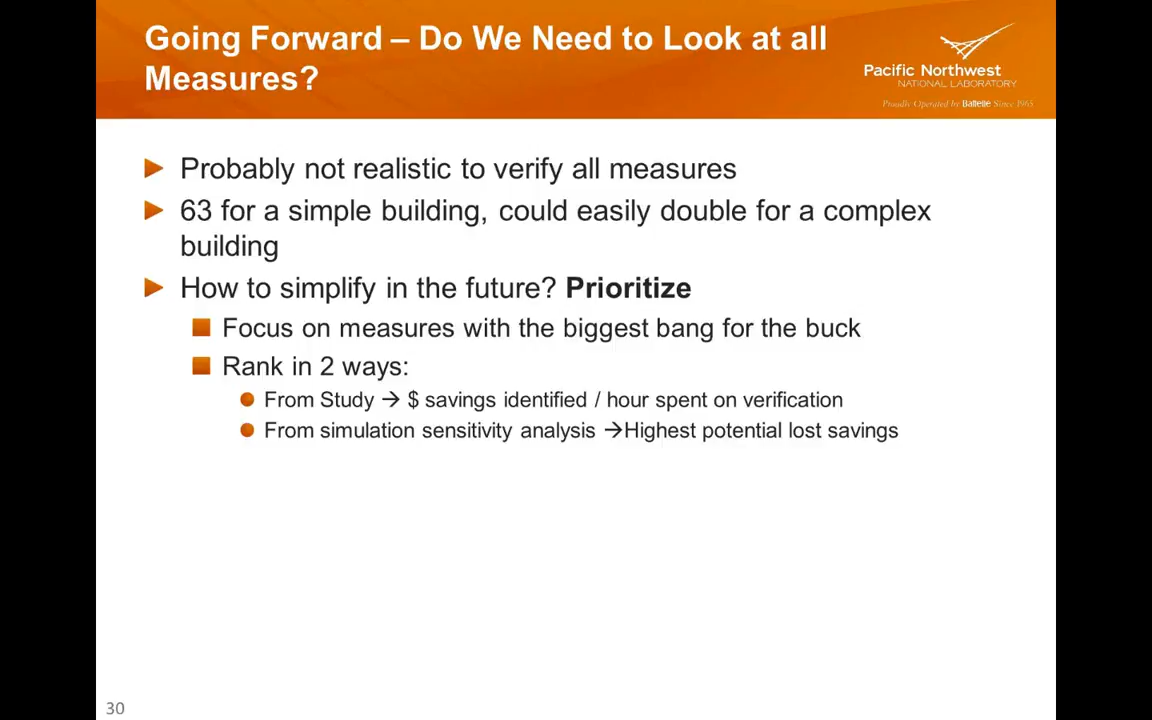 Going Forward – Do We Need to Look at all
Measures?
Pacific Northwest
NATIONAL LABORATORY
Proudly Operated by Battelle Since 1965
Probably not realistic to verify all measures
63 for a simple building, could easily double for a complex
building
How to simplify in the future? Prioritize
Focus on measures with the biggest bang for the buck
Rank in 2 ways:
From Study → $ savings identified / hour spent on verification
From simulation sensitivity analysis →Highest potential lost savings
30